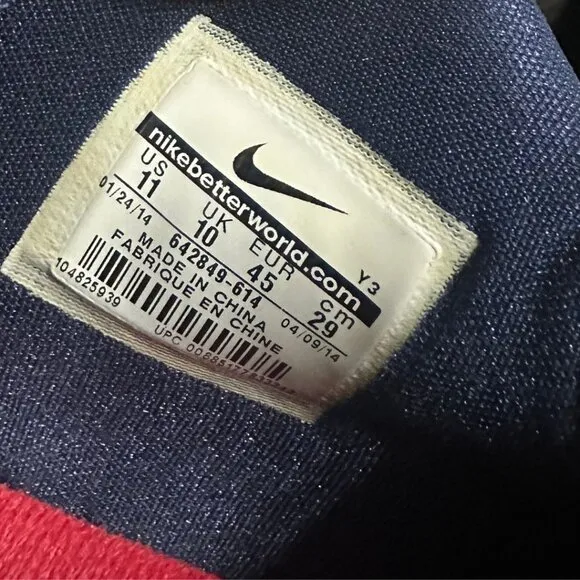 nikebetterworld.com
US UK EUR cm
11 10 45 29
01/24/14 642849-614 04/09/14
Y3
MADE IN CHINA
FABRIQUE EN CHINE
104825939
UPC